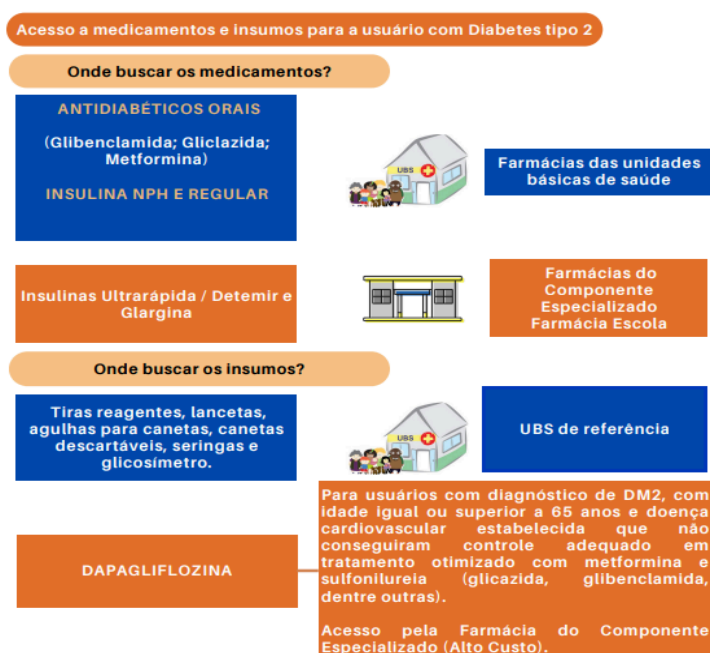 Acesso a medicamentos e insumos para a usuário com Diabetes tipo 2
Onde buscar os medicamentos?
ANTIDIABÉTICOS ORAIS
(Glibenclamida; Gliclazida;
Metformina)
INSULINA NPH E REGULAR
UBS
Farmácias das unidades
básicas de saúde
Insulinas Ultrarápida / Detemir e
Glargina
Farmácias do
Componente
Especializado
Farmácia Escola
Onde buscar os insumos?
Tiras reagentes, lancetas,
agulhas para canetas, canetas
descartáveis, seringas e
glicosímetro.
UBS
UBS de referência
DAPAGLIFLOZINA
Para usuários com diagnóstico de DM2, com
idade igual ou superior a 65 anos e doença
cardiovascular estabelecida que não
conseguiram controle adequado em
tratamento otimizado com metformina e
sulfonilureia (glicazida, glibenclamida,
dentre outras).
Acesso pela Farmácia do Componente
Especializado (Alto Custo).